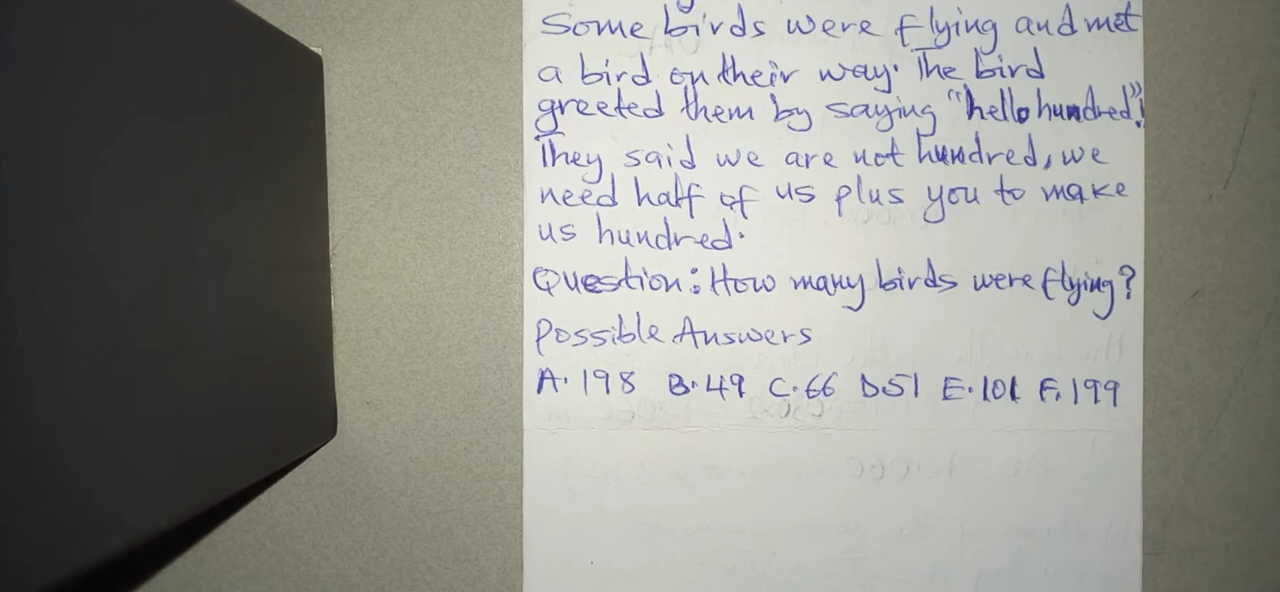 Some birds were flying and met
a bird on their way. The bird
greeted them by saying "hello hundred"!
They said we are not hundred, we
need half of us plus you to make
us hundred.
Question: How many birds were flying?
Possible Answers
A. 198 B. 49 C. 66 D. 51 E. 101 F. 199